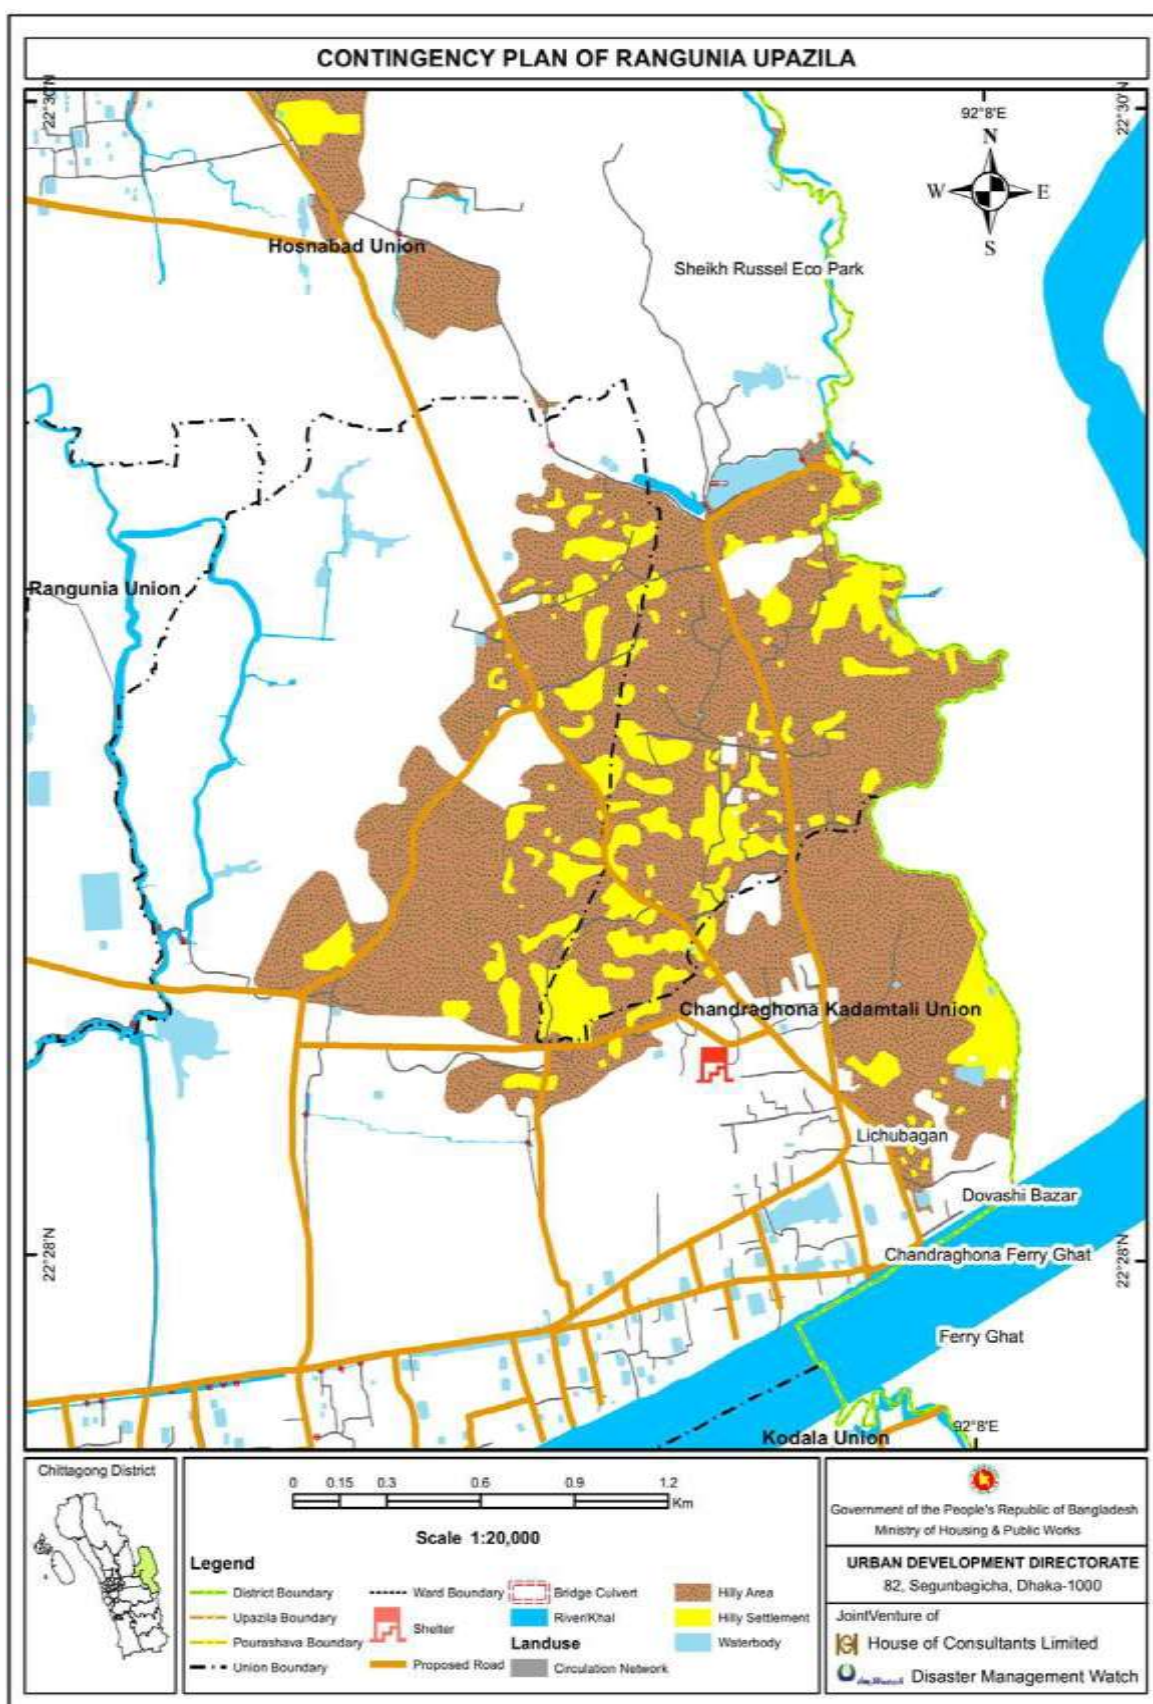 CONTINGENCY PLAN OF RANGUNIA UPAZILA
22°30'N
92°8'E
22°30'N
N
W E
S
Hosnabad Union
Sheikh Russel Eco Park
Rangunia Union
Chandraghona Kadamtali Union
Lichubagan
Dovashi Bazar
22°28'N
Chandraghona Ferry Ghat
22°28'N
Ferry Ghat
92°8'E
Kodala Union
Chittagong District
0 0.15 0.3 0.6 0.9 1.2
Km
Scale 1:20,000
Legend
District Boundary
Upazila Boundary
Pourashava Boundary
Union Boundary
Ward Boundary
Shelter
Proposed Road
Bridge Culvert
River/Khal
Landuse
Circulation Network
Hilly Area
Hilly Settlement
Waterbody
Government of the People's Republic of Bangladesh
Ministry of Housing & Public Works
URBAN DEVELOPMENT DIRECTORATE
82, Segunbagicha, Dhaka-1000
JointVenture of
House of Consultants Limited
Disaster Management Watch